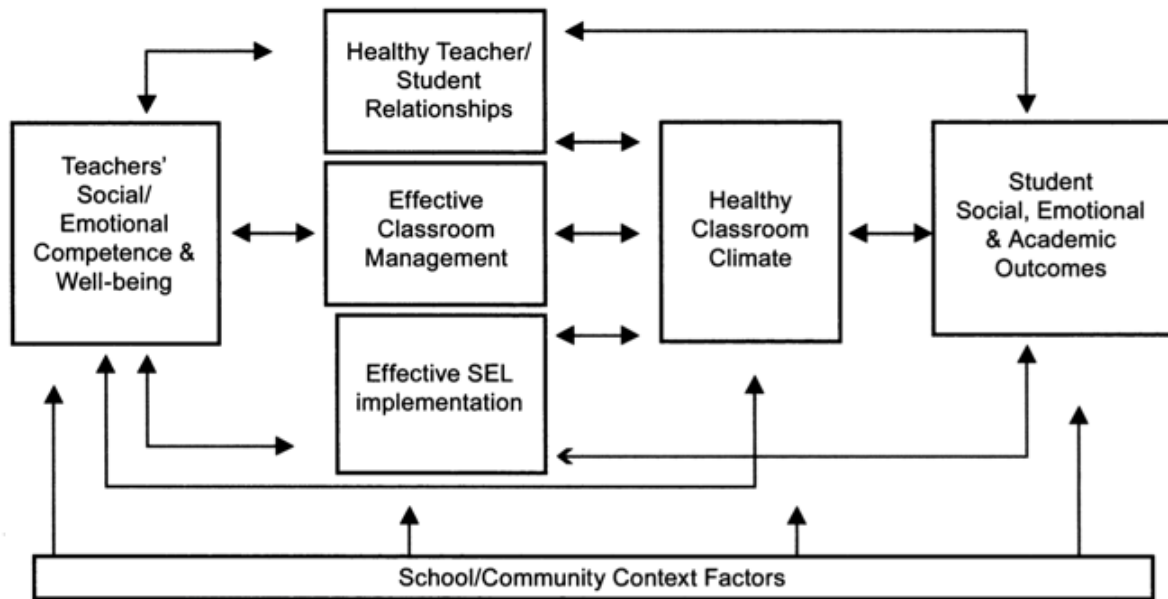 Healthy Teacher/
Student
Relationships
Teachers'
Social/
Emotional
Competence &
Well-being
Effective
Classroom
Management
Healthy
Classroom
Climate
Student
Social, Emotional
& Academic
Outcomes
Effective SEL
implementation
School/Community Context Factors